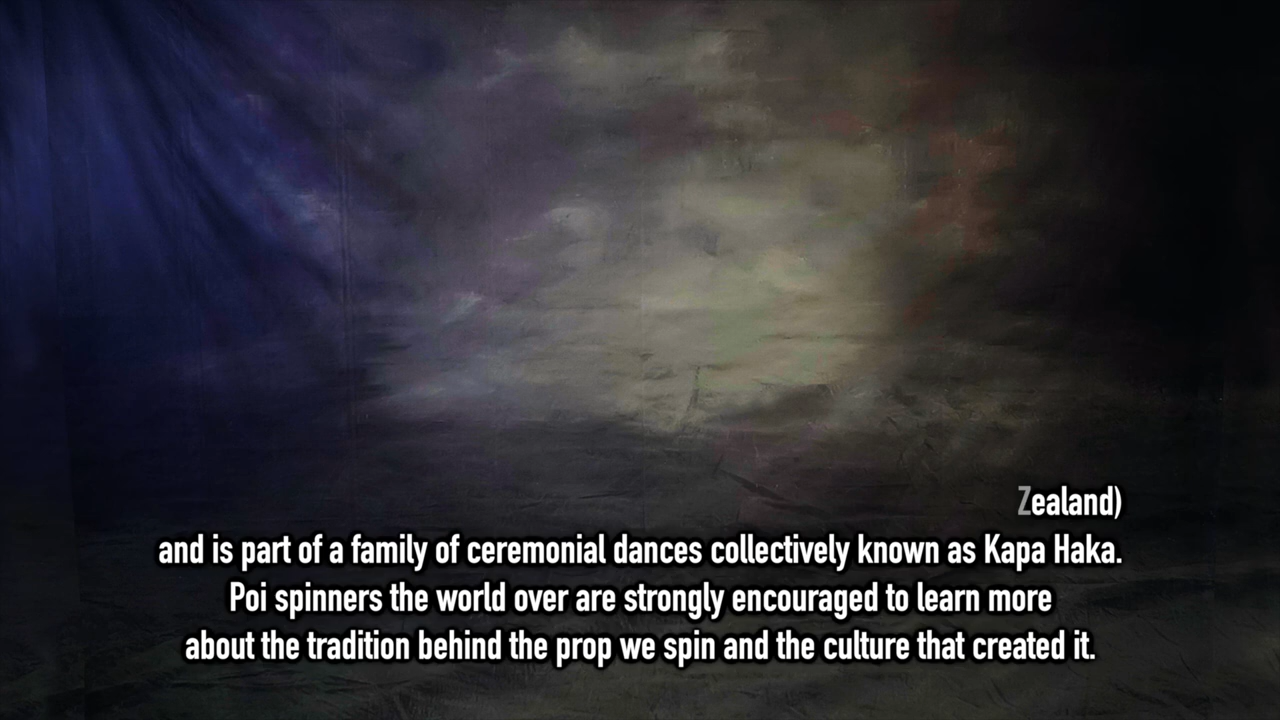 Zealand)
and is part of a family of ceremonial dances collectively known as Kapa Haka.
Poi spinners the world over are strongly encouraged to learn more
about the tradition behind the prop we spin and the culture that created it.